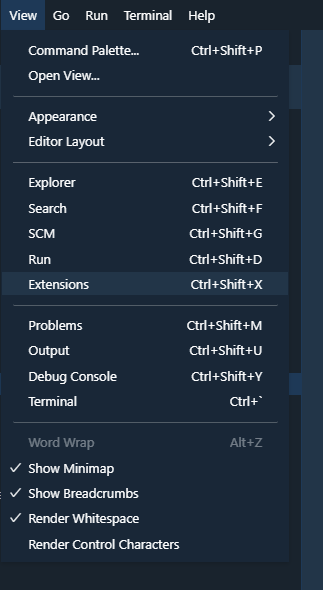 View Go Run Terminal Help
Command Palette... Ctrl+Shift+P
Open View...
Appearance
Editor Layout
Explorer Ctrl+Shift+E
Search Ctrl+Shift+F
SCM Ctrl+Shift+G
Run Ctrl+Shift+D
Extensions Ctrl+Shift+X
Problems Ctrl+Shift+M
Output Ctrl+Shift+U
Debug Console Ctrl+Shift+Y
Terminal Ctrl+`
Word Wrap Alt+Z
Show Minimap
Show Breadcrumbs
Render Whitespace
Render Control Characters